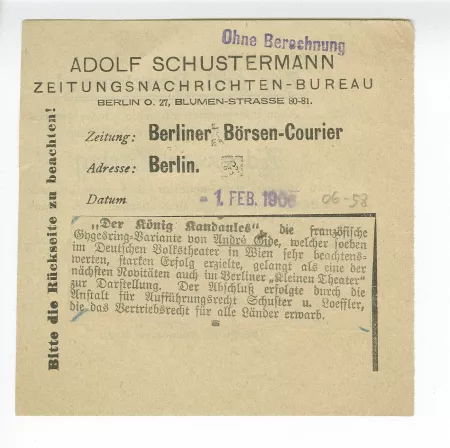 Ohne Berechnung
ADOLF SCHUSTERMANN
ZEITUNGSNACHRICHTEN-BUREAU
BERLIN O. 27, BLUMEN-STRASSE 80-81.
Zeitung: Berliner Börsen-Courier
Adresse: Berlin.
Datum - 1. FEB. 1906 06-58
„Der König Kandaules“, die französische
Gygesring-Variante von André Gide, welcher soeben
im Deutschen Volkstheater in Wien sehr beachtens-
werten, starken Erfolg erzielte, gelangt als eine der
nächsten Novitäten auch im Berliner „Kleinen Theater“
zur Darstellung. Der Abschluß erfolgte durch die
Anstalt für Aufführungsrecht Schuster u. Loeffler,
die das Vertriebsrecht für alle Länder erwarb.
Bitte die Rückseite zu beachten!